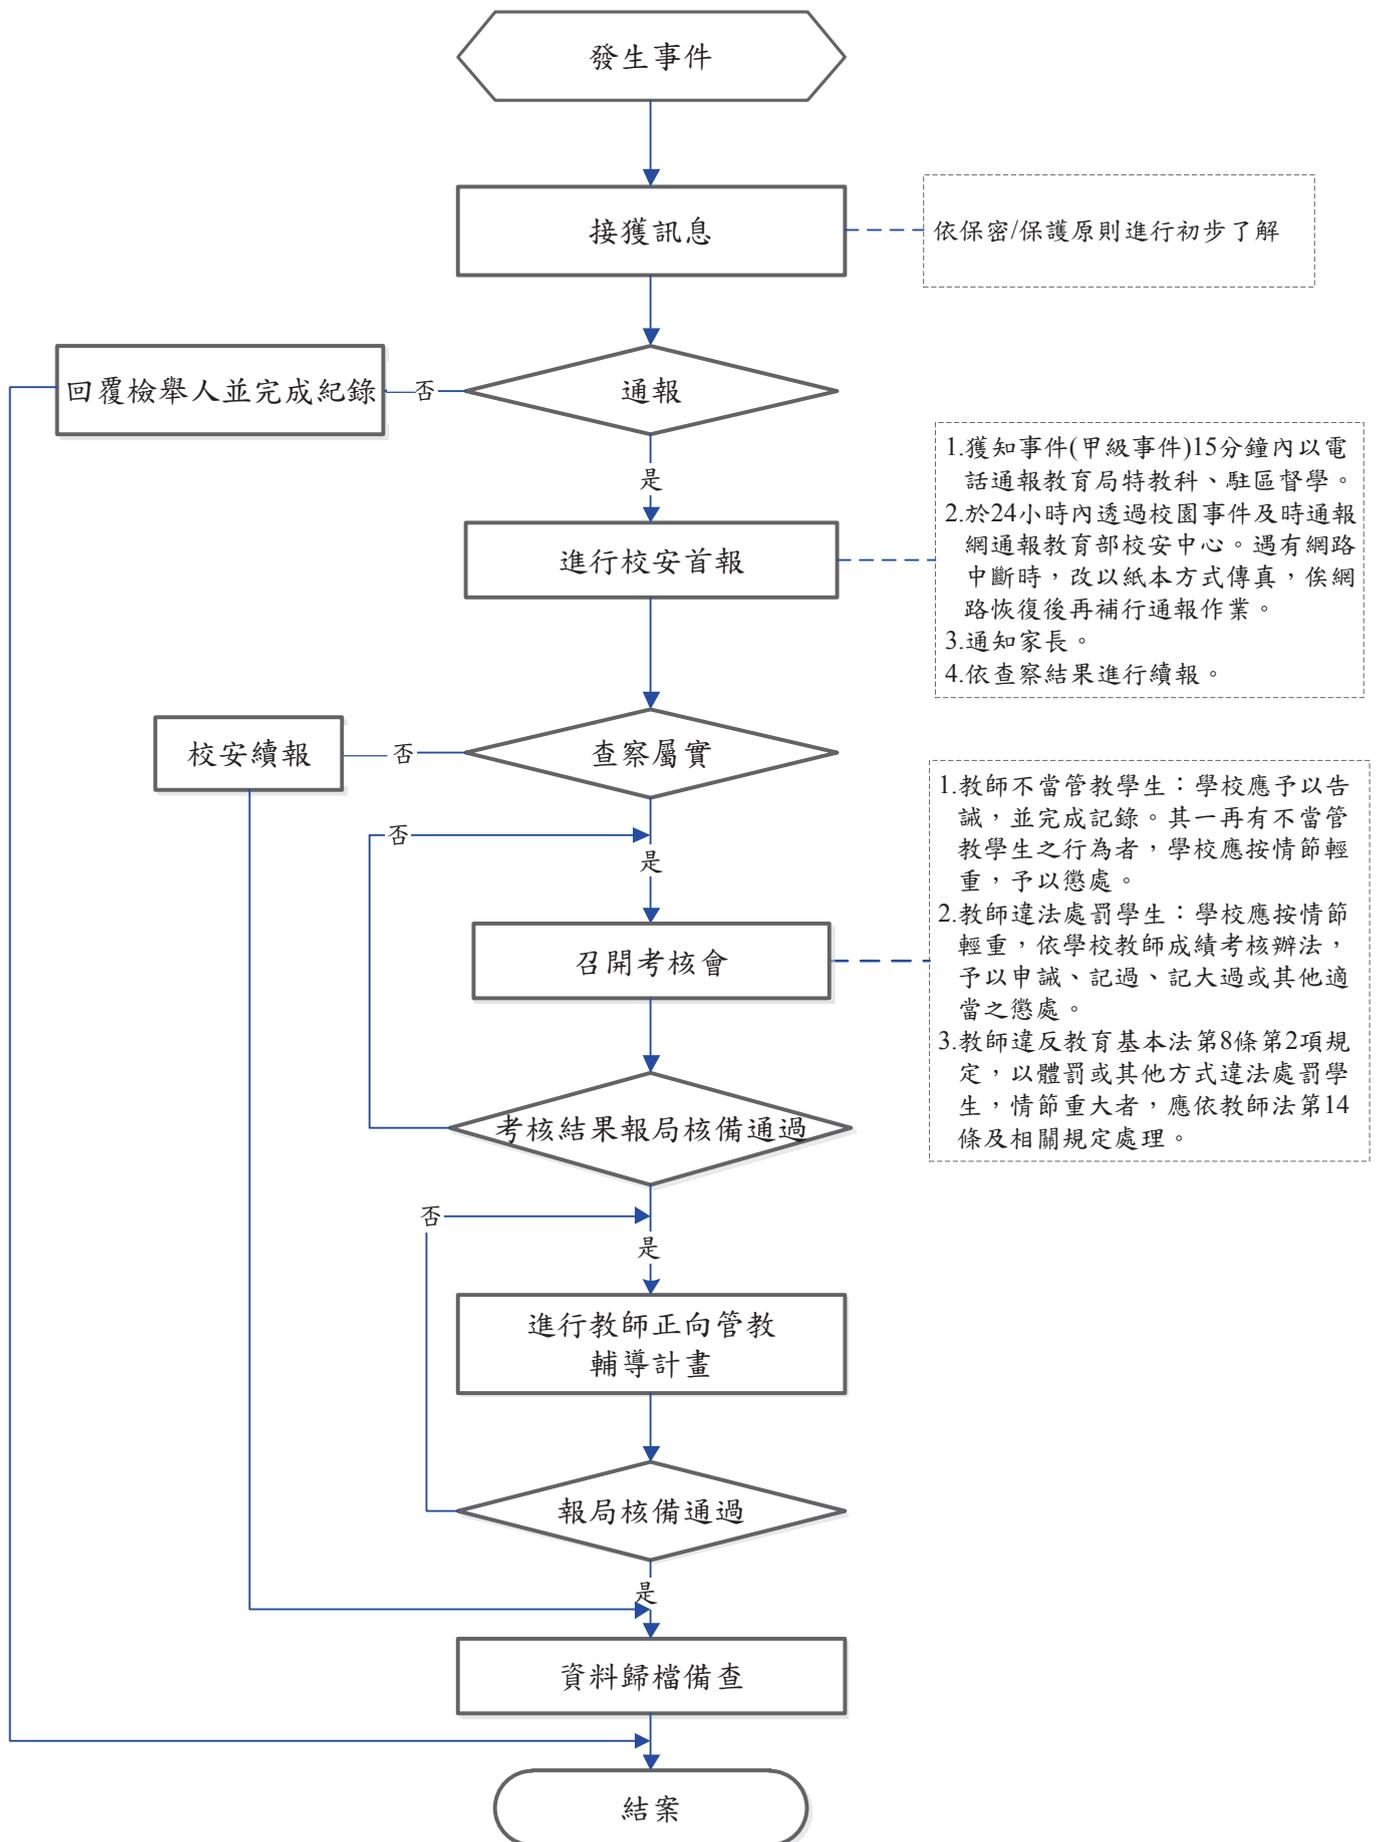 發生事件
接獲訊息
依保密/保護原則進行初步了解
回覆檢舉人並完成紀錄
否
通報
是
1.獲知事件(甲級事件)15分鐘內以電
話通報教育局特教科、駐區督學。
2.於24小時內透過校園事件及時通報
網通報教育部校安中心。遇有網路
中斷時，改以紙本方式傳真，俟網
路恢復後再補行通報作業。
3.通知家長。
4.依查察結果進行續報。
進行校安首報
校安續報
否
查察屬實
否
是
1.教師不當管教學生：學校應予以告
誡，並完成記錄。其一再有不當管
教學生之行為者，學校應按情節輕
重，予以懲處。
2.教師違法處罰學生：學校應按情節
輕重，依學校教師成績考核辦法，
予以申誡、記過、記大過或其他適
當之懲處。
3.教師違反教育基本法第8條第2項規
定，以體罰或其他方式違法處罰學
生，情節重大者，應依教師法第14
條及相關規定處理。
召開考核會
考核結果報局核備通過
否
是
進行教師正向管教
輔導計畫
報局核備通過
是
資料歸檔備查
結案